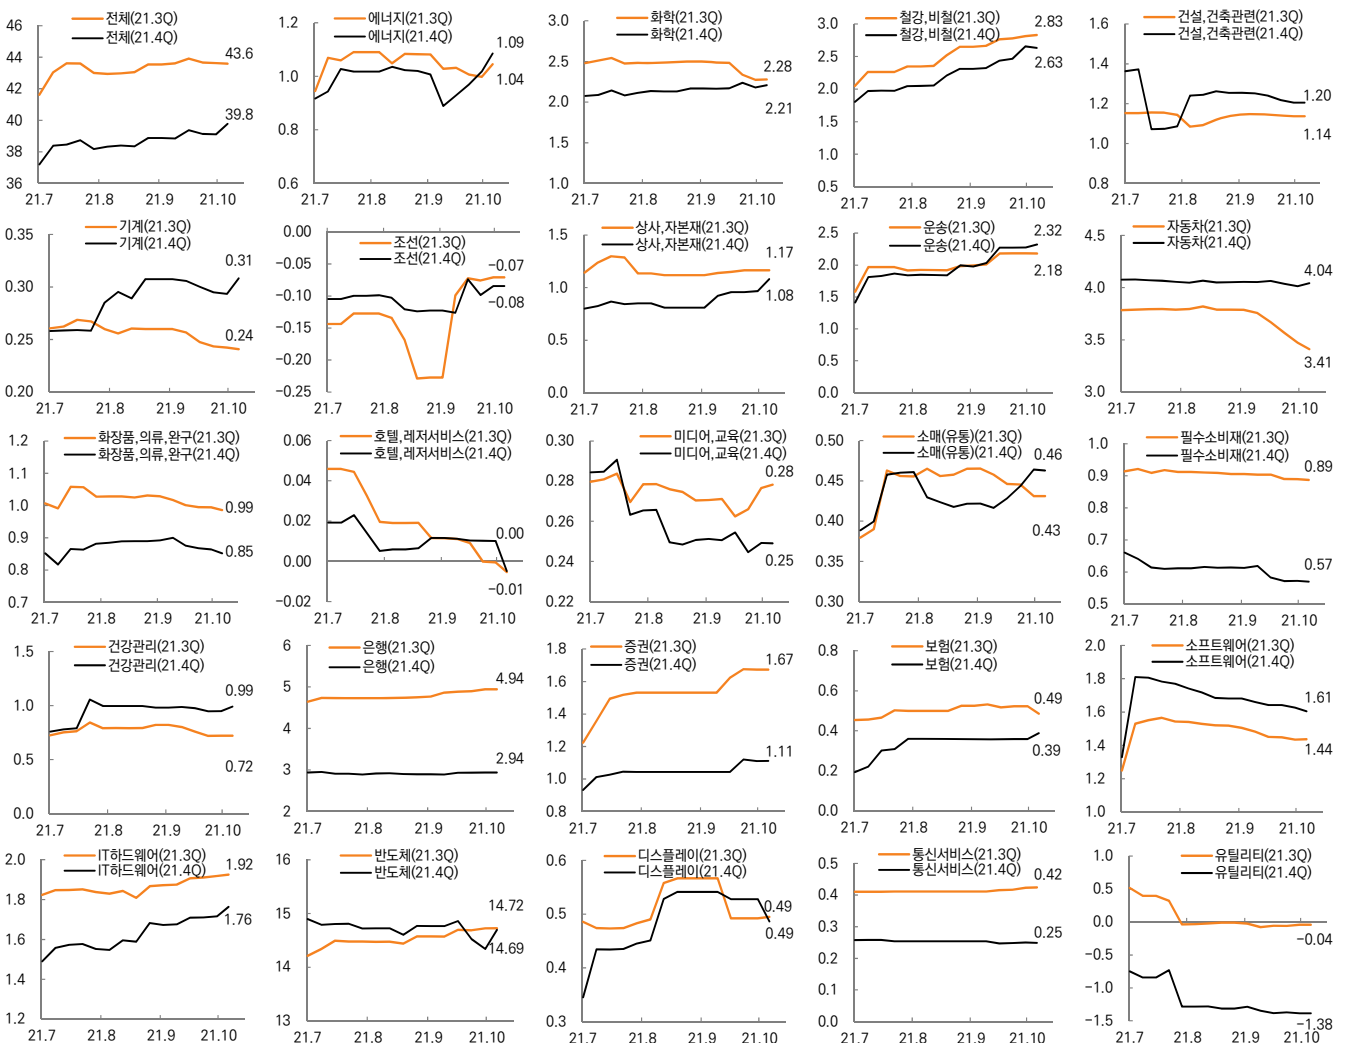 전체(21.3Q)
전체(21.4Q)
46
44
42
40
38
36
43.6
39.8
21.7 21.8 21.9 21.10
에너지(21.3Q)
에너지(21.4Q)
1.2
1.0
0.8
0.6
1.09
1.04
21.7 21.8 21.9 21.10
화학(21.3Q)
화학(21.4Q)
3.0
2.5
2.0
1.5
1.0
2.28
2.21
21.7 21.8 21.9 21.10
철강,비철(21.3Q)
철강,비철(21.4Q)
3.0
2.5
2.0
1.5
1.0
0.5
2.83
2.63
21.7 21.8 21.9 21.10
건설,건축관련(21.3Q)
건설,건축관련(21.4Q)
1.6
1.4
1.2
1.0
0.8
1.20
1.14
21.7 21.8 21.9 21.10
기계(21.3Q)
기계(21.4Q)
0.35
0.30
0.25
0.20
0.31
0.24
21.7 21.8 21.9 21.10
조선(21.3Q)
조선(21.4Q)
0.00
−0.05
−0.10
−0.15
−0.20
−0.25
−0.07
−0.08
21.7 21.8 21.9 21.10
상사,자본재(21.3Q)
상사,자본재(21.4Q)
1.5
1.0
0.5
0.0
1.17
1.08
21.7 21.8 21.9 21.10
운송(21.3Q)
운송(21.4Q)
2.5
2.0
1.5
1.0
0.5
0.0
2.32
2.18
21.7 21.8 21.9 21.10
자동차(21.3Q)
자동차(21.4Q)
4.5
4.0
3.5
3.0
4.04
3.41
21.7 21.8 21.9 21.10
화장품,의류,완구(21.3Q)
화장품,의류,완구(21.4Q)
1.2
1.1
1.0
0.9
0.8
0.7
0.99
0.85
21.7 21.8 21.9 21.10
호텔,레저서비스(21.3Q)
호텔,레저서비스(21.4Q)
0.06
0.04
0.02
0.00
−0.02
0.00
−0.01
21.7 21.8 21.9 21.10
미디어,교육(21.3Q)
미디어,교육(21.4Q)
0.30
0.28
0.26
0.24
0.22
0.28
0.25
21.7 21.8 21.9 21.10
소매(유통)(21.3Q)
소매(유통)(21.4Q)
0.50
0.45
0.40
0.35
0.30
0.46
0.43
21.7 21.8 21.9 21.10
필수소비재(21.3Q)
필수소비재(21.4Q)
1.0
0.9
0.8
0.7
0.6
0.5
0.89
0.57
21.7 21.8 21.9 21.10
건강관리(21.3Q)
건강관리(21.4Q)
1.5
1.0
0.5
0.0
0.99
0.72
21.7 21.8 21.9 21.10
은행(21.3Q)
은행(21.4Q)
6
5
4
3
2
4.94
2.94
21.7 21.8 21.9 21.10
증권(21.3Q)
증권(21.4Q)
1.8
1.6
1.4
1.2
1.0
0.8
1.67
1.11
21.7 21.8 21.9 21.10
보험(21.3Q)
보험(21.4Q)
0.8
0.6
0.4
0.2
0.0
0.49
0.39
21.7 21.8 21.9 21.10
소프트웨어(21.3Q)
소프트웨어(21.4Q)
2.0
1.8
1.6
1.4
1.2
1.0
1.61
1.44
21.7 21.8 21.9 21.10
IT하드웨어(21.3Q)
IT하드웨어(21.4Q)
2.0
1.8
1.6
1.4
1.2
1.92
1.76
21.7 21.8 21.9 21.10
반도체(21.3Q)
반도체(21.4Q)
16
15
14
13
14.72
14.69
21.7 21.8 21.9 21.10
디스플레이(21.3Q)
디스플레이(21.4Q)
0.6
0.5
0.4
0.3
0.49
0.49
21.7 21.8 21.9 21.10
통신서비스(21.3Q)
통신서비스(21.4Q)
0.5
0.4
0.3
0.2
0.1
0.0
0.42
0.25
21.7 21.8 21.9 21.10
유틸리티(21.3Q)
유틸리티(21.4Q)
1.0
0.5
0.0
−0.5
−1.0
−1.5
−0.04
−1.38
21.7 21.8 21.9 21.10